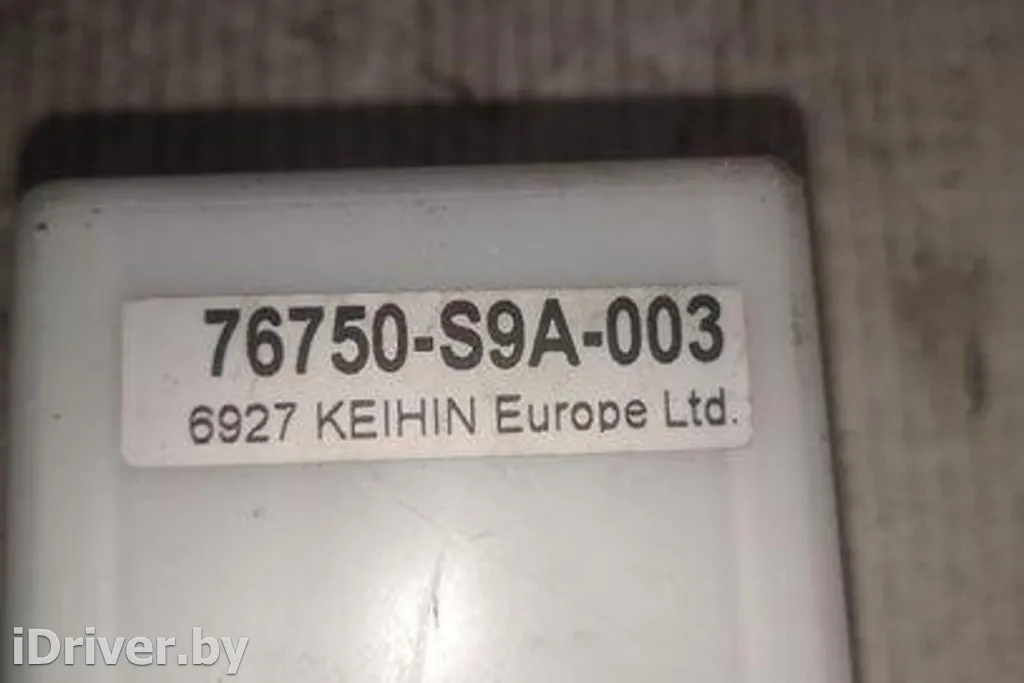 76750-S9A-003
6927 KEIHIN Europe Ltd.
iDriver.by